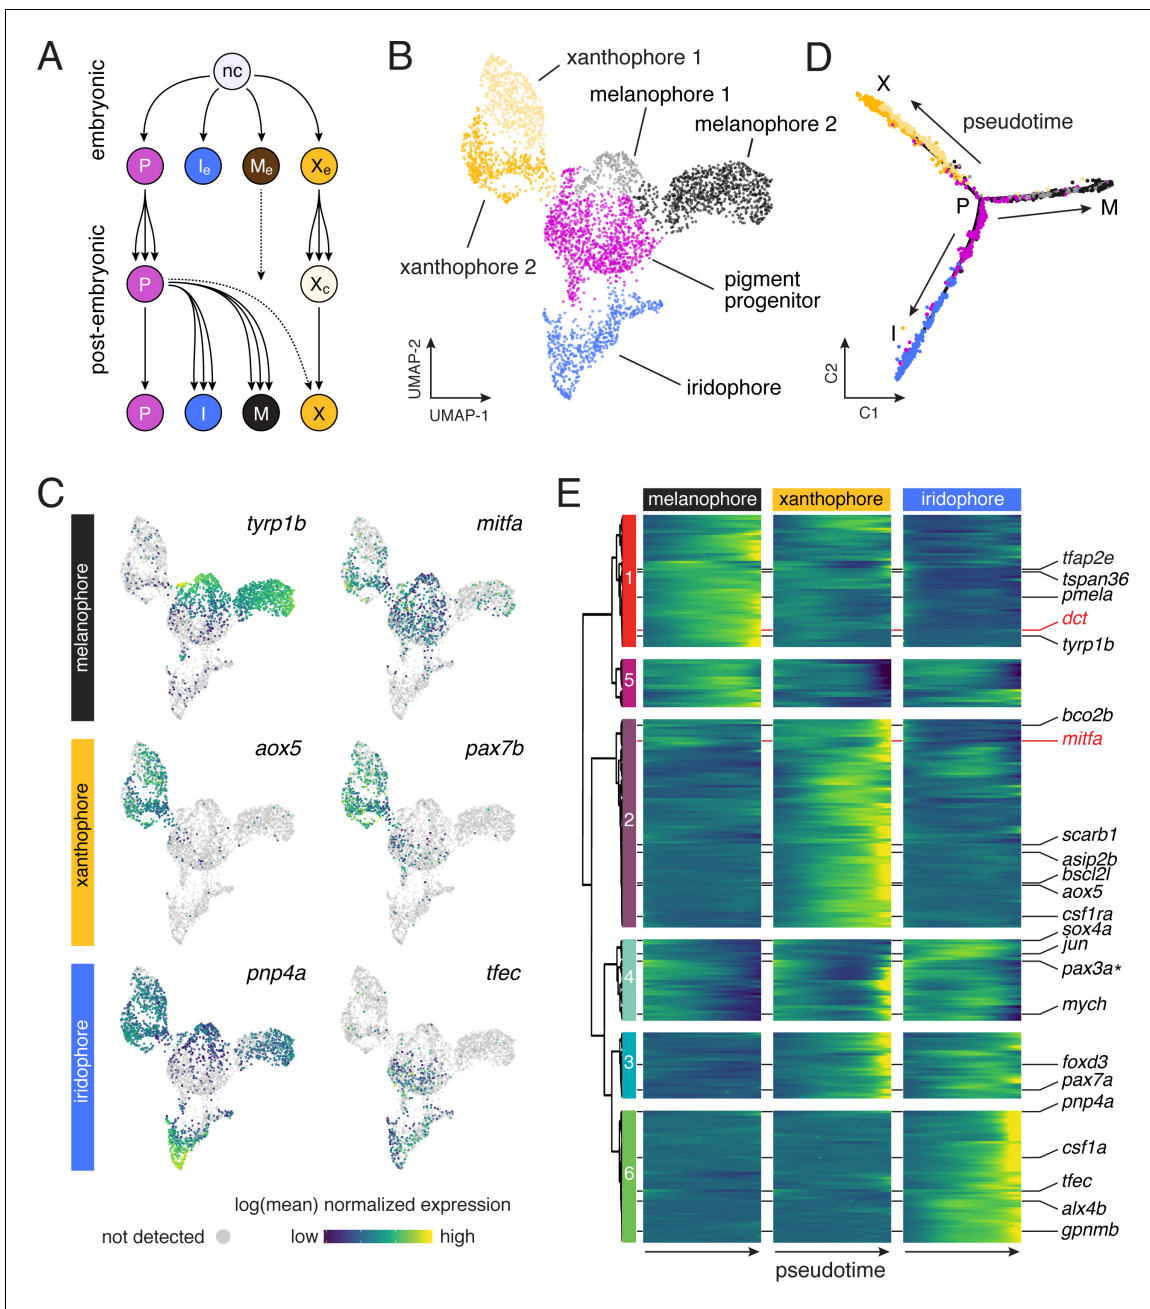 A
embryonic
post-embryonic
nc
P
Ie
Me
Xe
P
Xc
P
I
M
X
B
xanthophore 1
melanophore 1
melanophore 2
xanthophore 2
pigment
progenitor
iridophore
UMAP-2
UMAP-1
D
X
pseudotime
P
M
I
C2
C1
C
melanophore
tyrp1b
mitfa
xanthophore
aox5
pax7b
iridophore
pnp4a
tfec
log(mean) normalized expression
not detected
low
high
E
melanophore
xanthophore
iridophore
1
5
2
4
3
6
tfap2e
tspan36
pmela
dct
tyrp1b
bco2b
mitfa
scarb1
asip2b
bscl2l
aox5
csf1ra
sox4a
jun
pax3a*
mych
foxd3
pax7a
pnp4a
csf1a
tfec
alx4b
gpnmb
pseudotime